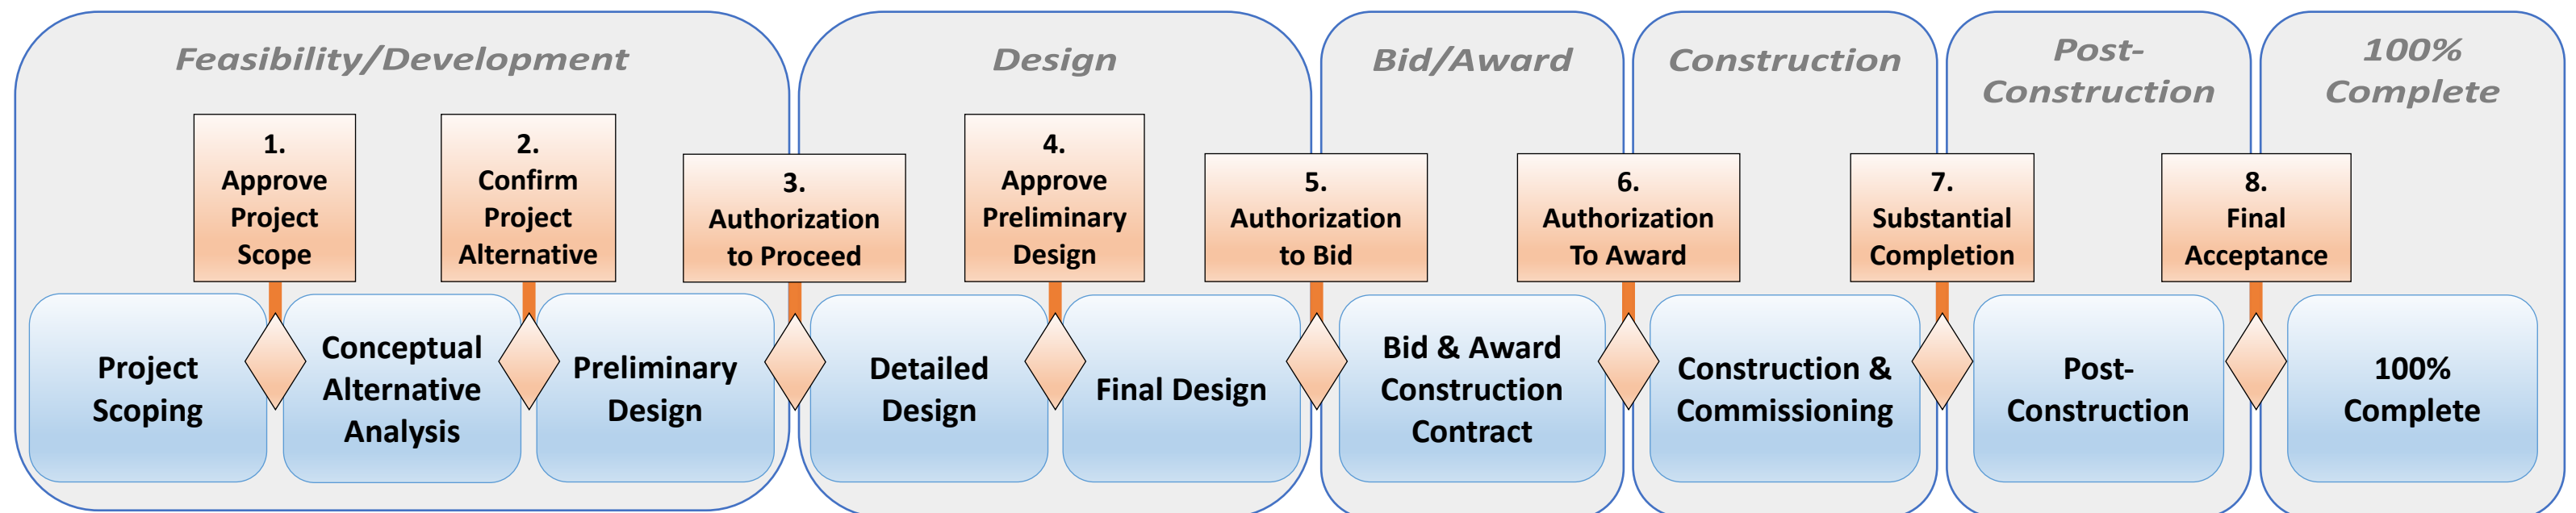 Feasibility/Development
Design
Bid/Award
Construction
Post-
Construction
100%
Complete
1.
Approve
Project
Scope
2.
Confirm
Project
Alternative
3.
Authorization
to Proceed
4.
Approve
Preliminary
Design
5.
Authorization
to Bid
6.
Authorization
To Award
7.
Substantial
Completion
8.
Final
Acceptance
Project
Scoping
Conceptual
Alternative
Analysis
Preliminary
Design
Detailed
Design
Final Design
Bid & Award
Construction
Contract
Construction &
Commissioning
Post-
Construction
100%
Complete